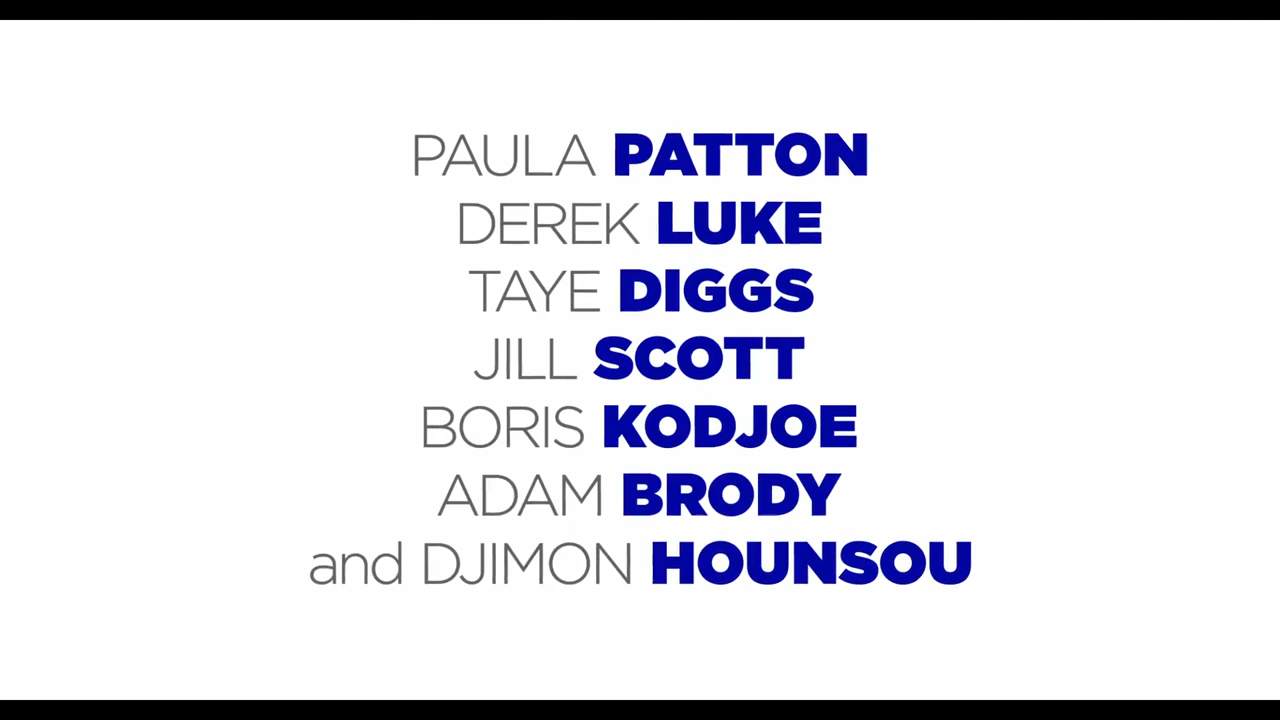 PAULA PATTON
DEREK LUKE
TAYE DIGGS
JILL SCOTT
BORIS KODJOE
ADAM BRODY
and DJIMON HOUNSOU